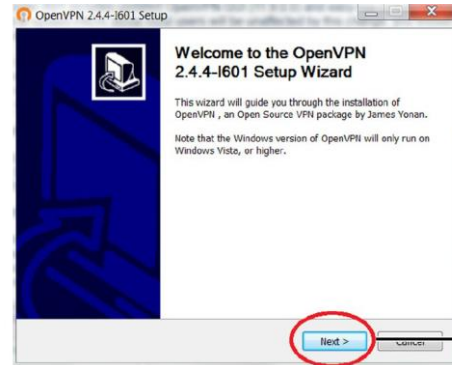 OpenVPN 2.4.4-I601 Setup
Welcome to the OpenVPN
2.4.4-I601 Setup Wizard
This wizard will guide you through the installation of
OpenVPN , an Open Source VPN package by James Yonan.
Note that the Windows version of OpenVPN will only run on
Windows Vista, or higher.
Next >
Cancel